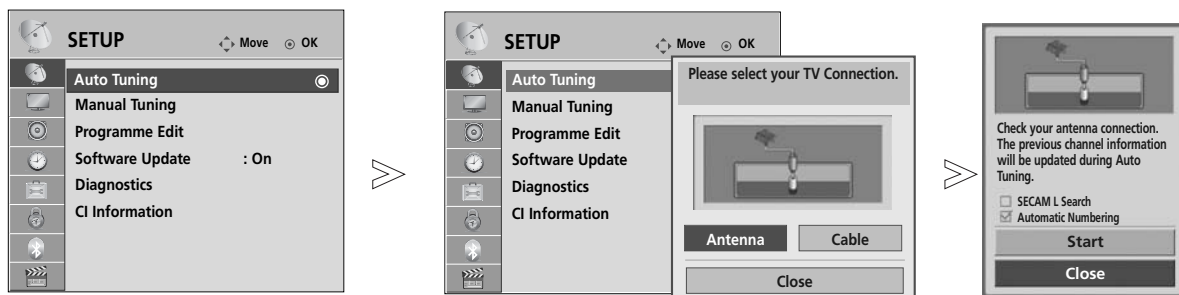 SETUP
Move
OK
Auto Tuning
Manual Tuning
Programme Edit
Software Update : On
Diagnostics
CI Information
SETUP
Move
OK
Auto Tuning
Manual Tuning
Programme Edit
Software Update
Diagnostics
CI Information
Please select your TV Connection.
Antenna
Cable
Close
Check your antenna connection.
The previous channel information
will be updated during Auto
Tuning.
SECAM L Search
Automatic Numbering
Start
Close